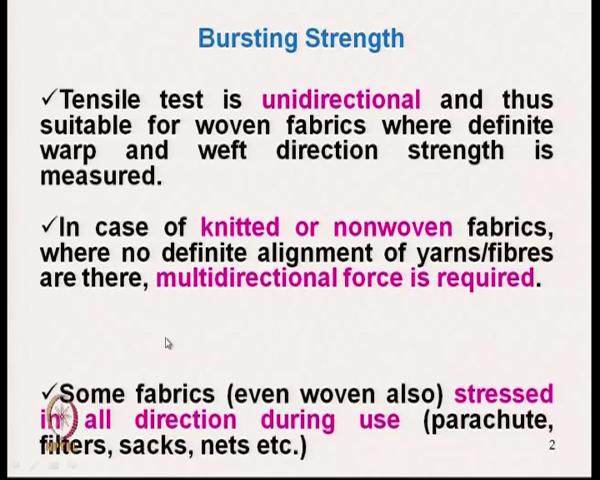 Bursting Strength
✓Tensile test is unidirectional and thus
suitable for woven fabrics where definite
warp and weft direction strength is
measured.
✓In case of knitted or nonwoven fabrics,
where no definite alignment of yarns/fibres
are there, multidirectional force is required.
✓Some fabrics (even woven also) stressed
in all direction during use (parachute,
filters, sacks, nets etc.)
2